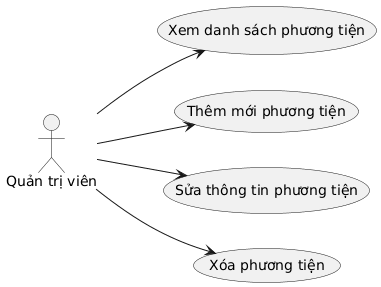 Xem danh sách phương tiện
Thêm mới phương tiện
Quản trị viên
Sửa thông tin phương tiện
Xóa phương tiện